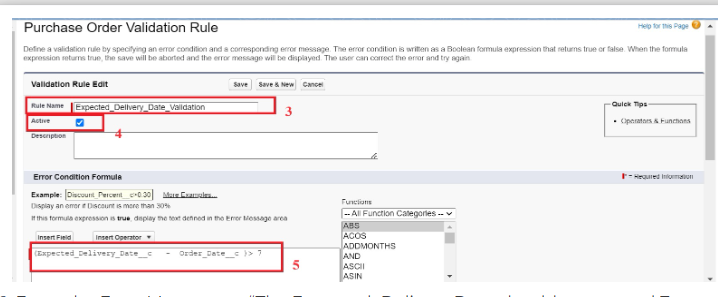 Purchase Order Validation Rule
Help for this Page
Define a validation rule by specifying an error condition and a corresponding error message. The error condition is written as a Boolean formula expression that returns true or false. When the formula
expression returns true, the save will be aborted and the error message will be displayed. The user can correct the error and try again.
Validation Rule Edit
Save Save & New Cancel
Rule Name Expected_Delivery_Date_Validation 3
Active 4
Description
Quick Tips
• Operators & Functions
Error Condition Formula
= Required Information
Example: Discount_Percent__c>0.30 More Examples...
Display an error if Discount is more than 30%
If this formula expression is true, display the text defined in the Error Message area
Insert Field Insert Operator ▼
(Expected_Delivery_Date__c - Order_Date__c )> 7
5
Functions
-- All Function Categories --
ABS
ACOS
ADDMONTHS
AND
ASCII
ASIN